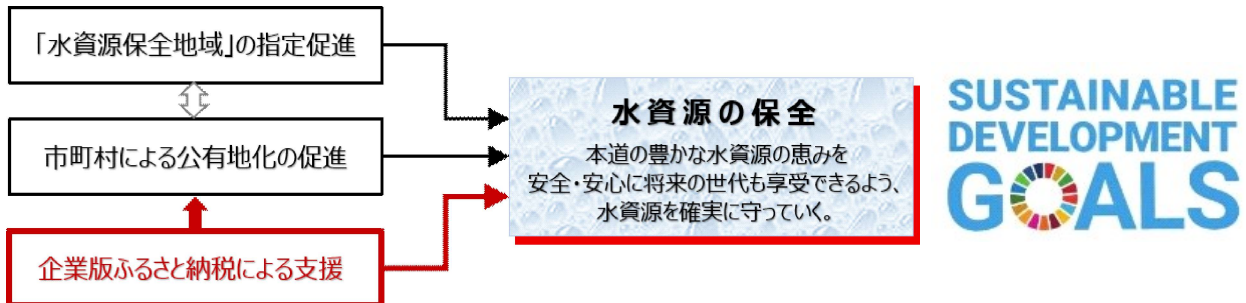 「水資源保全地域」の指定促進
市町村による公有地化の促進
企業版ふるさと納税による支援
水資源の保全
本道の豊かな水資源の恵みを
安全・安心に将来の世代も享受できるよう、
水資源を確実に守っていく。
SUSTAINABLE
DEVELOPMENT
GOALS